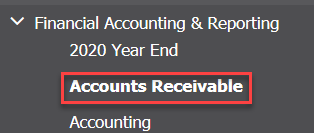 Financial Accounting & Reporting
2020 Year End
Accounts Receivable
Accounting